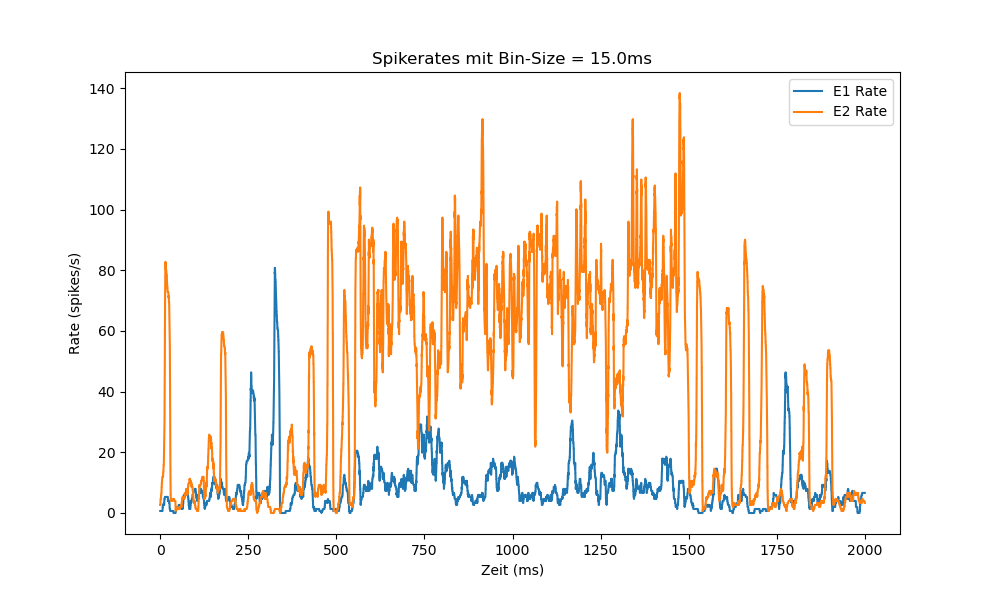 Spikerates mit Bin-Size = 15.0ms
E1 Rate
E2 Rate
Rate (spikes/s)
140
120
100
80
60
40
20
0
0 250 500 750 1000 1250 1500 1750 2000
Zeit (ms)